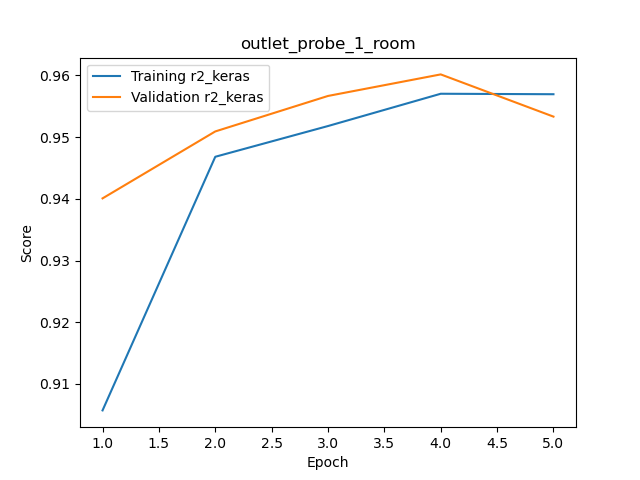 outlet_probe_1_room
Training r2_keras
Validation r2_keras
0.96
0.95
0.94
0.93
0.92
0.91
Score
1.0 1.5 2.0 2.5 3.0 3.5 4.0 4.5 5.0
Epoch